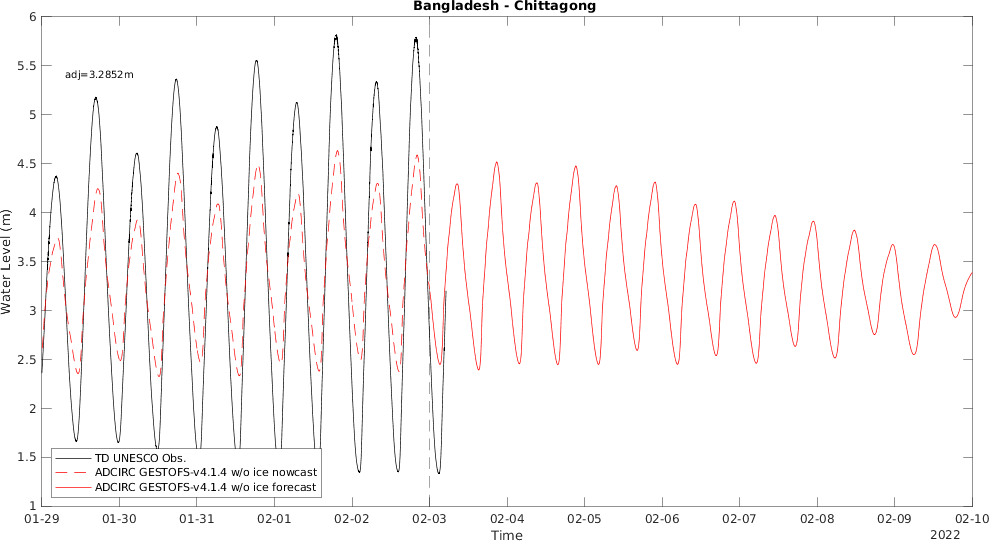 Bangladesh - Chittagong
6
5.5
5
4.5
4
3.5
3
2.5
2
1.5
1
Water Level (m)
adj=3.2852m
TD UNESCO Obs.
ADCIRC GESTOFS-v4.1.4 w/o ice nowcast
ADCIRC GESTOFS-v4.1.4 w/o ice forecast
01-29 01-30 01-31 02-01 02-02 02-03 02-04 02-05 02-06 02-07 02-08 02-09 02-10
Time
2022